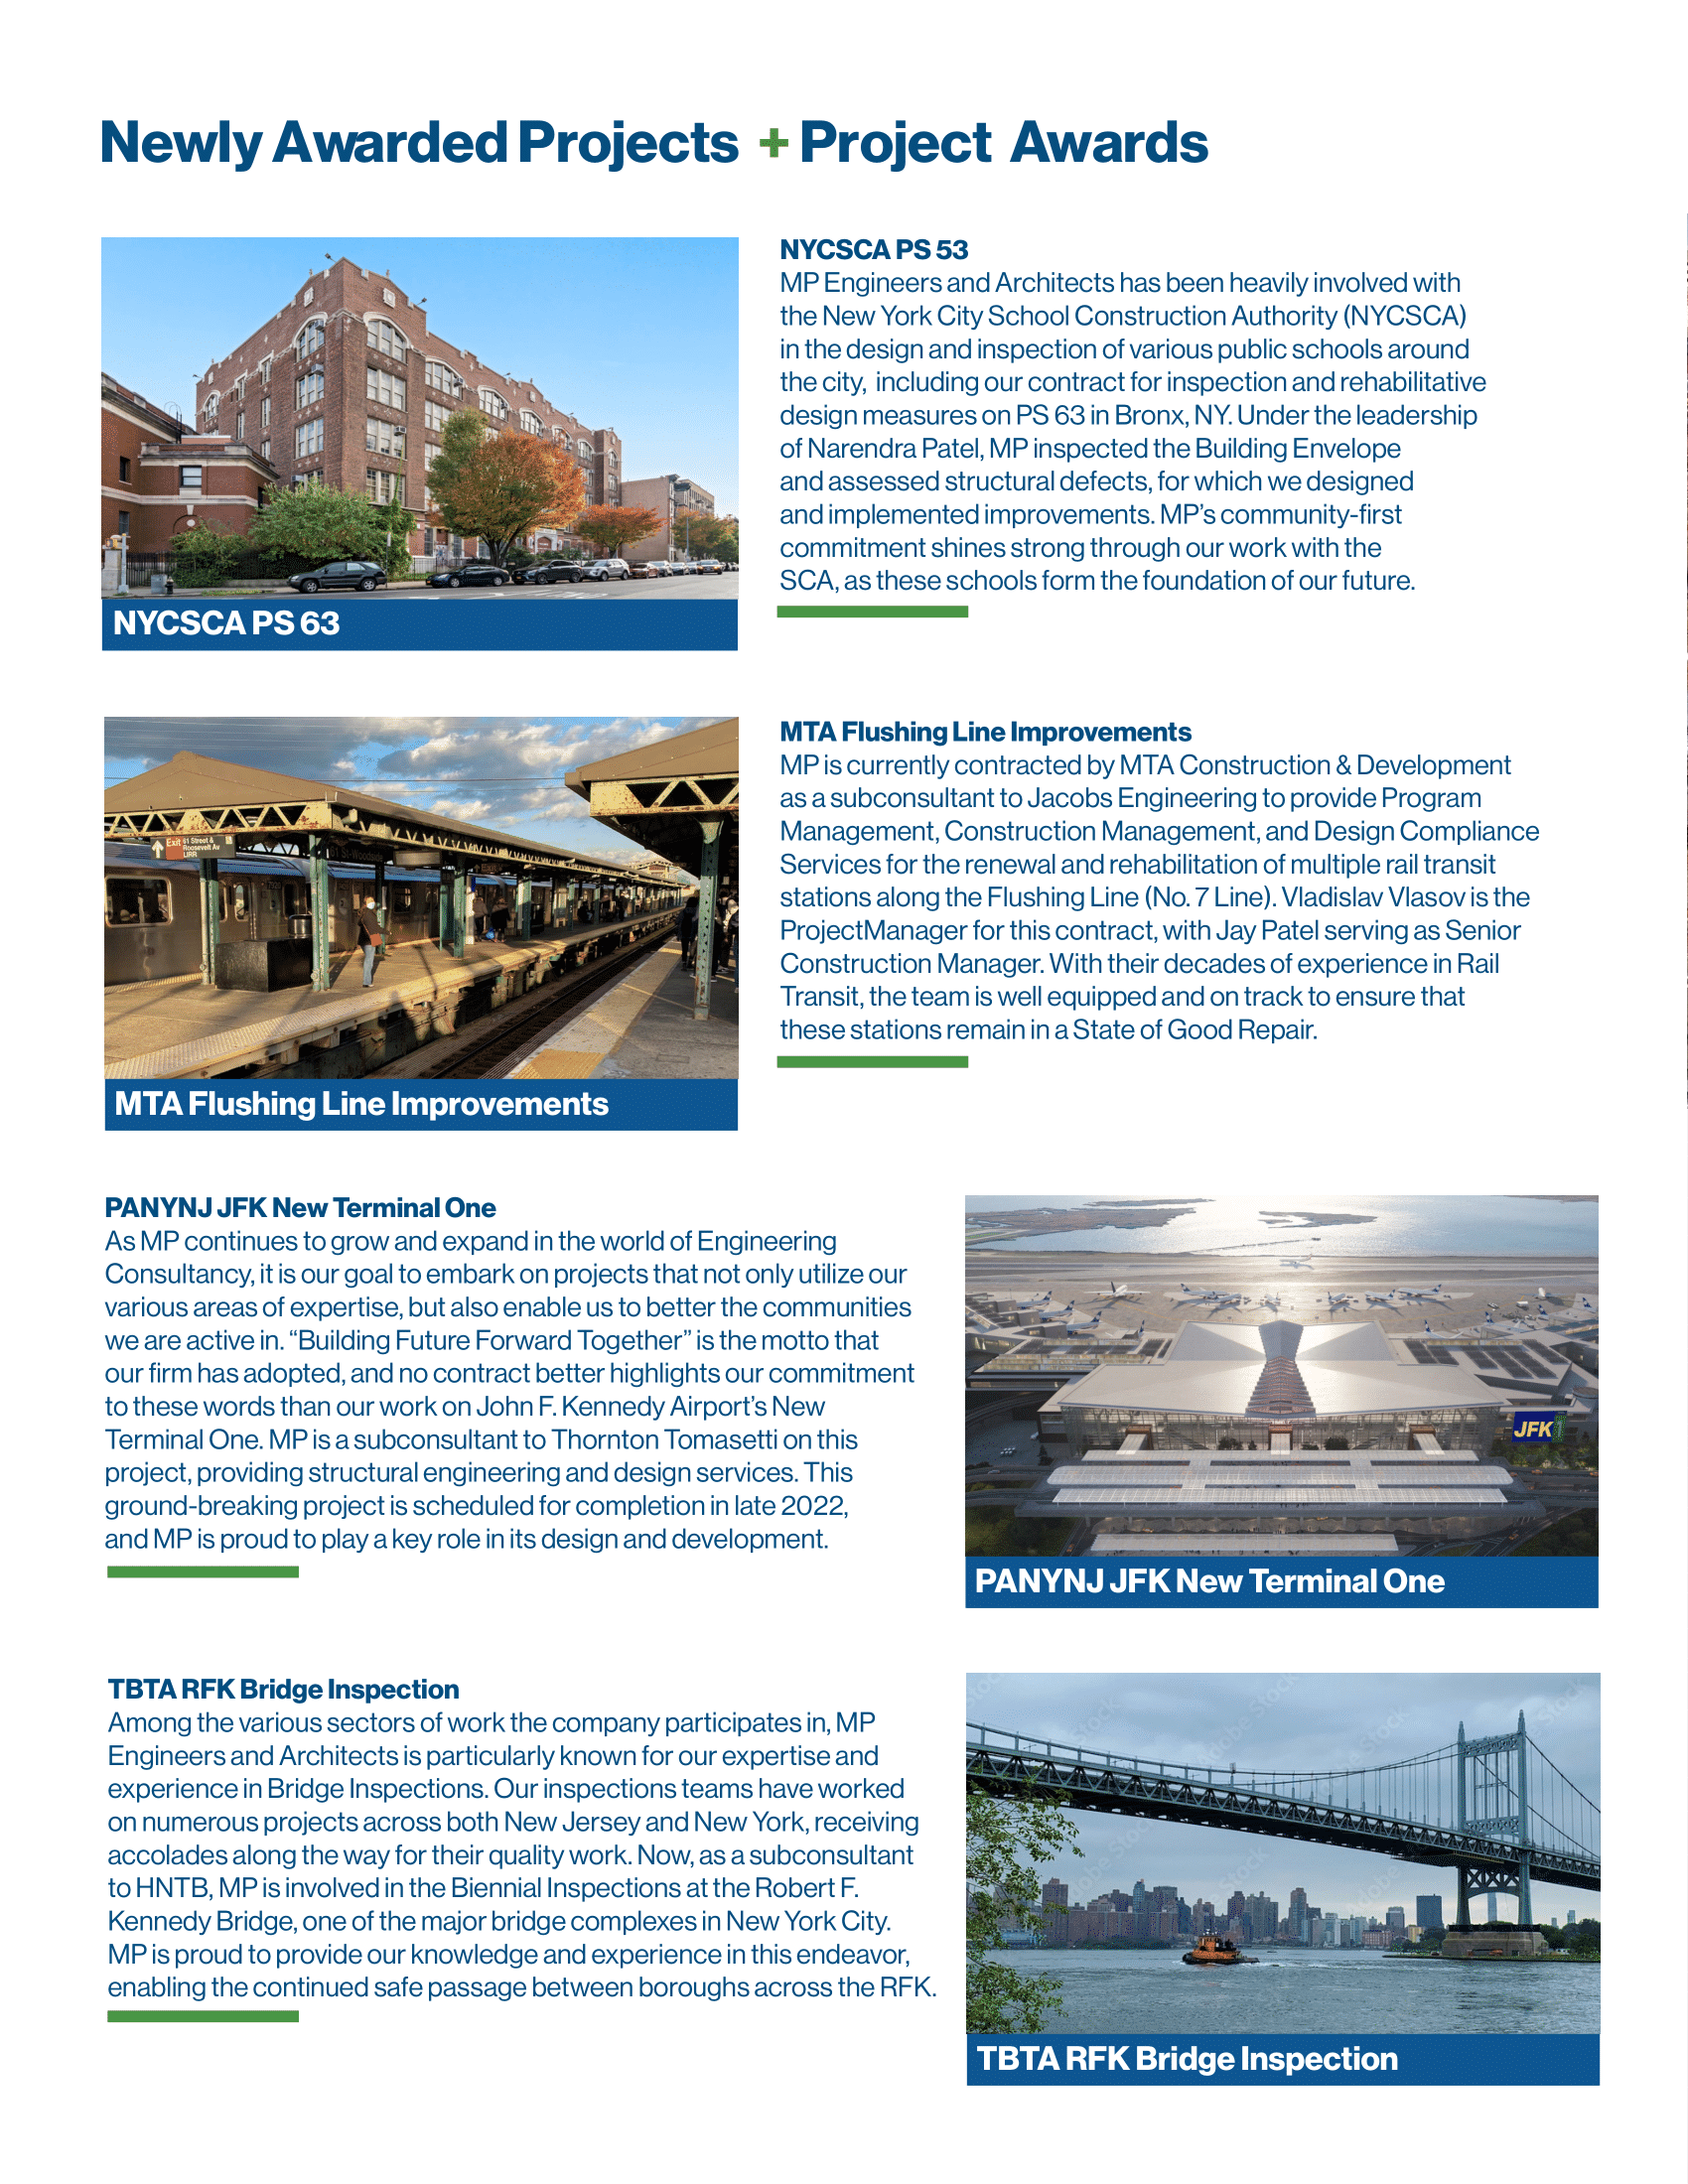 Newly Awarded Projects + Project Awards
NYCSCA PS 63
NYCSCA PS 53
MP Engineers and Architects has been heavily involved with
the New York City School Construction Authority (NYCSCA)
in the design and inspection of various public schools around
the city, including our contract for inspection and rehabilitative
design measures on PS 63 in Bronx, NY. Under the leadership
of Narendra Patel, MP inspected the Building Envelope
and assessed structural defects, for which we designed
and implemented improvements. MP’s community-first
commitment shines strong through our work with the
SCA, as these schools form the foundation of our future.
Exit 61 Street &
Roosevelt Av
LIRR
MTA Flushing Line Improvements
MTA Flushing Line Improvements
MP is currently contracted by MTA Construction & Development
as a subconsultant to Jacobs Engineering to provide Program
Management, Construction Management, and Design Compliance
Services for the renewal and rehabilitation of multiple rail transit
stations along the Flushing Line (No. 7 Line). Vladislav Vlasov is the
ProjectManager for this contract, with Jay Patel serving as Senior
Construction Manager. With their decades of experience in Rail
Transit, the team is well equipped and on track to ensure that
these stations remain in a State of Good Repair.
PANYNJ JFK New Terminal One
As MP continues to grow and expand in the world of Engineering
Consultancy, it is our goal to embark on projects that not only utilize our
various areas of expertise, but also enable us to better the communities
we are active in. “Building Future Forward Together” is the motto that
our firm has adopted, and no contract better highlights our commitment
to these words than our work on John F. Kennedy Airport’s New
Terminal One. MP is a subconsultant to Thornton Tomasetti on this
project, providing structural engineering and design services. This
ground-breaking project is scheduled for completion in late 2022,
and MP is proud to play a key role in its design and development.
JFK
PANYNJ JFK New Terminal One
TBTA RFK Bridge Inspection
Among the various sectors of work the company participates in, MP
Engineers and Architects is particularly known for our expertise and
experience in Bridge Inspections. Our inspections teams have worked
on numerous projects across both New Jersey and New York, receiving
accolades along the way for their quality work. Now, as a subconsultant
to HNTB, MP is involved in the Biennial Inspections at the Robert F.
Kennedy Bridge, one of the major bridge complexes in New York City.
MP is proud to provide our knowledge and experience in this endeavor,
enabling the continued safe passage between boroughs across the RFK.
Adobe Stock
TBTA RFK Bridge Inspection